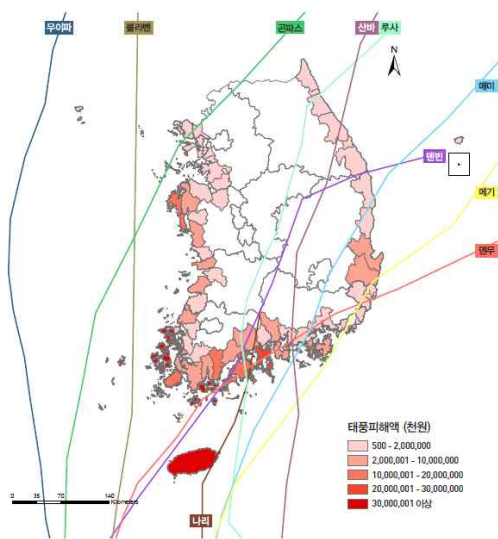 무이파 볼라벤 곤파스 산바 루사
N
매미
덴빈
메기
뎬무
태풍피해액 (천원)
500 - 2,000,000
2,000,001 - 10,000,000
10,000,001 - 20,000,000
20,000,001 - 30,000,000
30,000,001 이상
0 35 70 140
Kilometers
나리